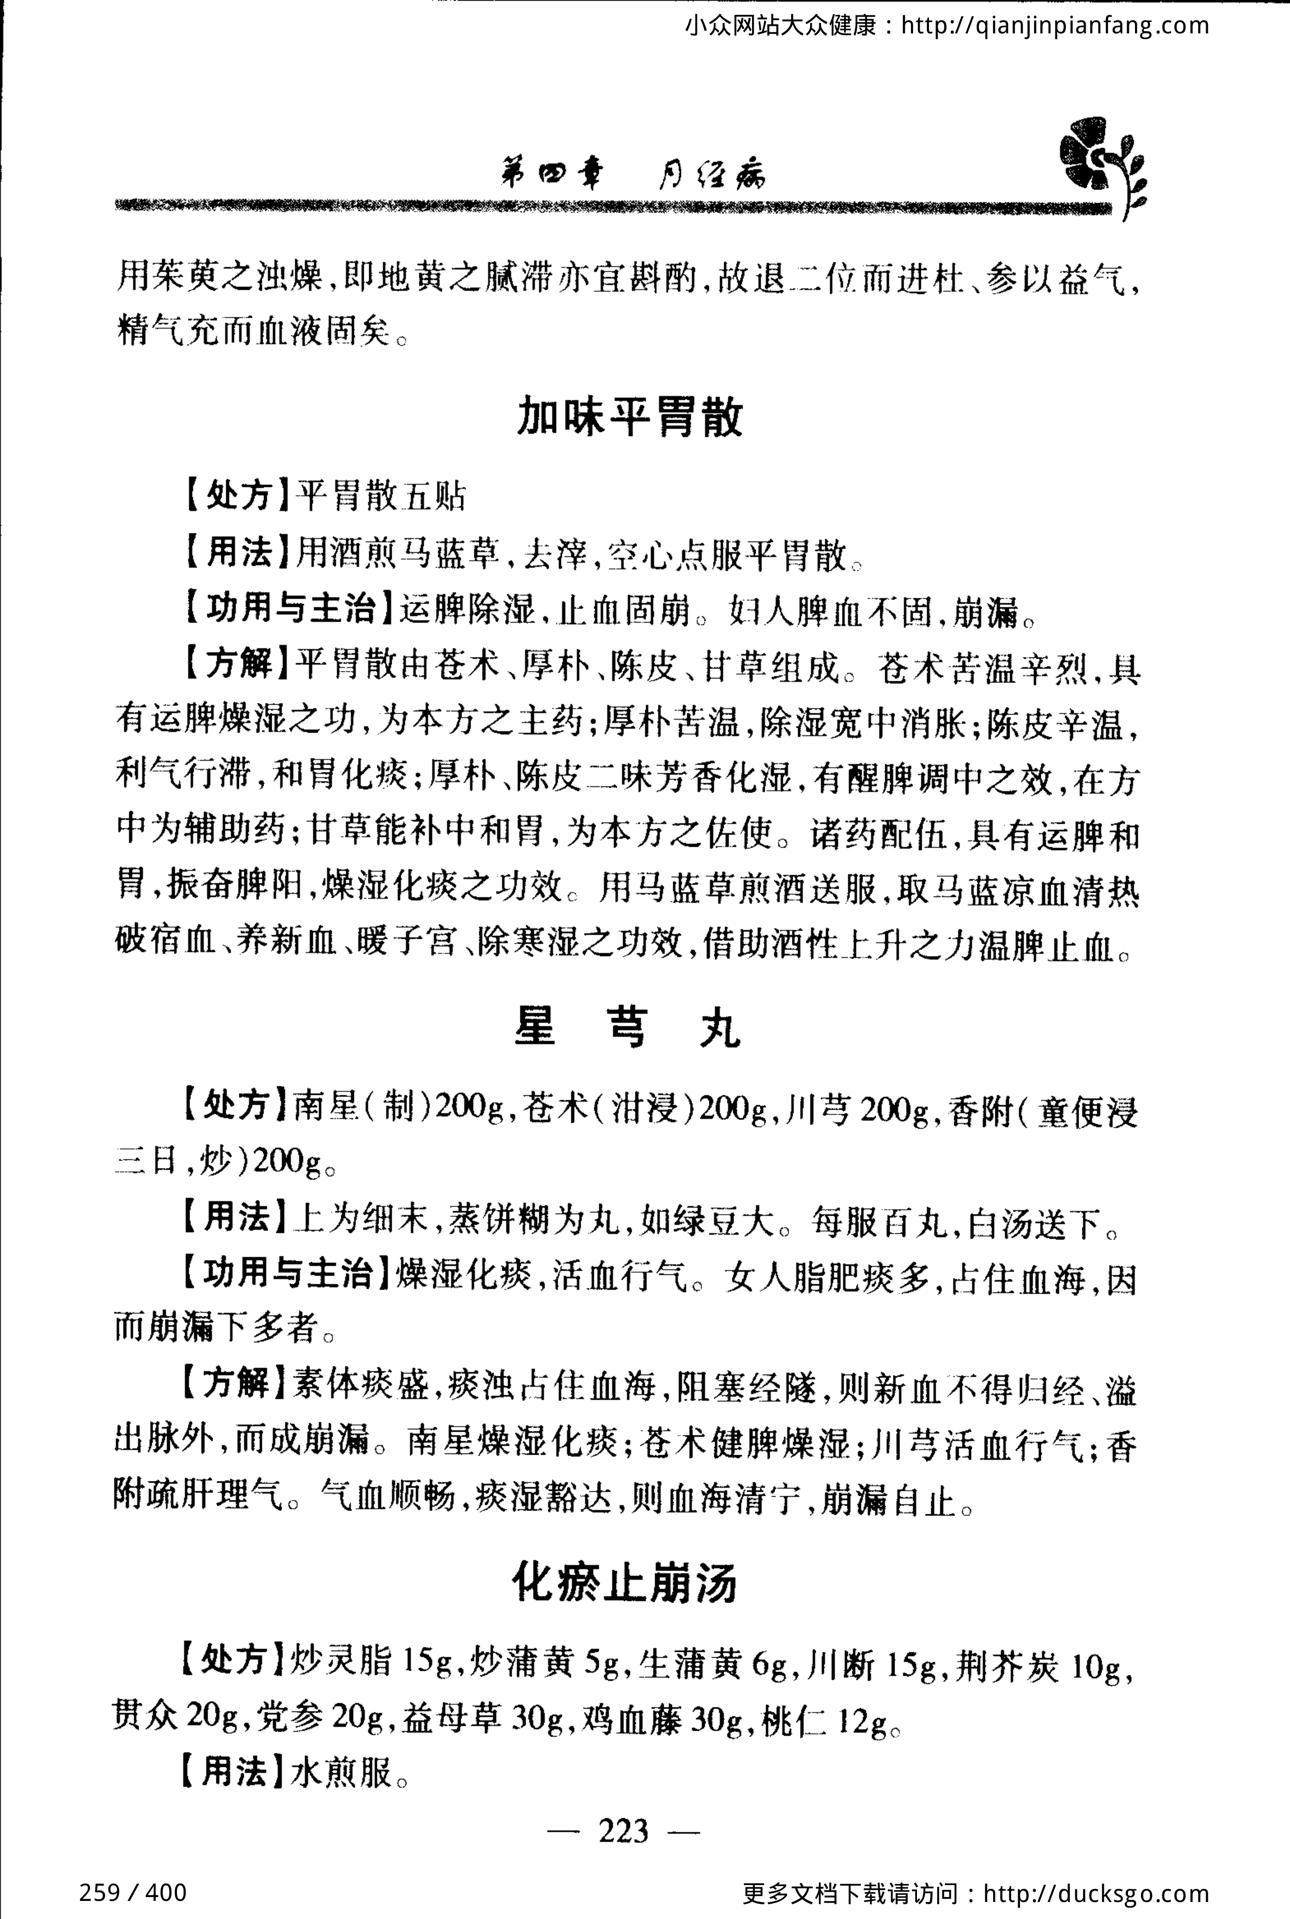 小众网站大众健康：http://qianjinpianfang.com
第四章 月经病
用茱萸之浊燥，即地黄之腻滞亦宜斟酌，故退二位而进杜、参以益气，
精气充而血液固矣。
加味平胃散
【处方】平胃散五贴
【用法】用酒煎马蓝草，去滓，空心点服平胃散。
【功用与主治】运脾除湿，止血固崩。妇人脾血不固，崩漏。
【方解】平胃散由苍术、厚朴、陈皮、甘草组成。苍术苦温辛烈，具
有运脾燥湿之功，为本方之主药；厚朴苦温，除湿宽中消胀；陈皮辛温，
利气行滞，和胃化痰；厚朴、陈皮二味芳香化湿，有醒脾调中之效，在方
中为辅助药；甘草能补中和胃，为本方之佐使。诸药配伍，具有运脾和
胃，振奋脾阳，燥湿化痰之功效。用马蓝草煎酒送服，取马蓝凉血清热
破宿血、养新血、暖子宫、除寒湿之功效，借助酒性上升之力温脾止血。
星 芎 丸
【处方】南星（制）200g，苍术（泔浸）200g，川芎200g，香附（童便浸
三日，炒）200g。
【用法】上为细末，蒸饼糊为丸，如绿豆大。每服百丸，白汤送下。
【功用与主治】燥湿化痰，活血行气。女人脂肥痰多，占住血海，因
而崩漏下多者。
【方解】素体痰盛，痰浊占住血海，阻塞经隧，则新血不得归经、溢
出脉外，而成崩漏。南星燥湿化痰；苍术健脾燥湿；川芎活血行气；香
附疏肝理气。气血顺畅，痰湿豁达，则血海清宁，崩漏自止。
化瘀止崩汤
【处方】炒灵脂15g，炒蒲黄5g，生蒲黄6g，川断15g，荆芥炭10g，
贯众20g，党参20g，益母草30g，鸡血藤30g，桃仁12g。
【用法】水煎服。
— 223 —
259 / 400
更多文档下载请访问：http://ducksgo.com